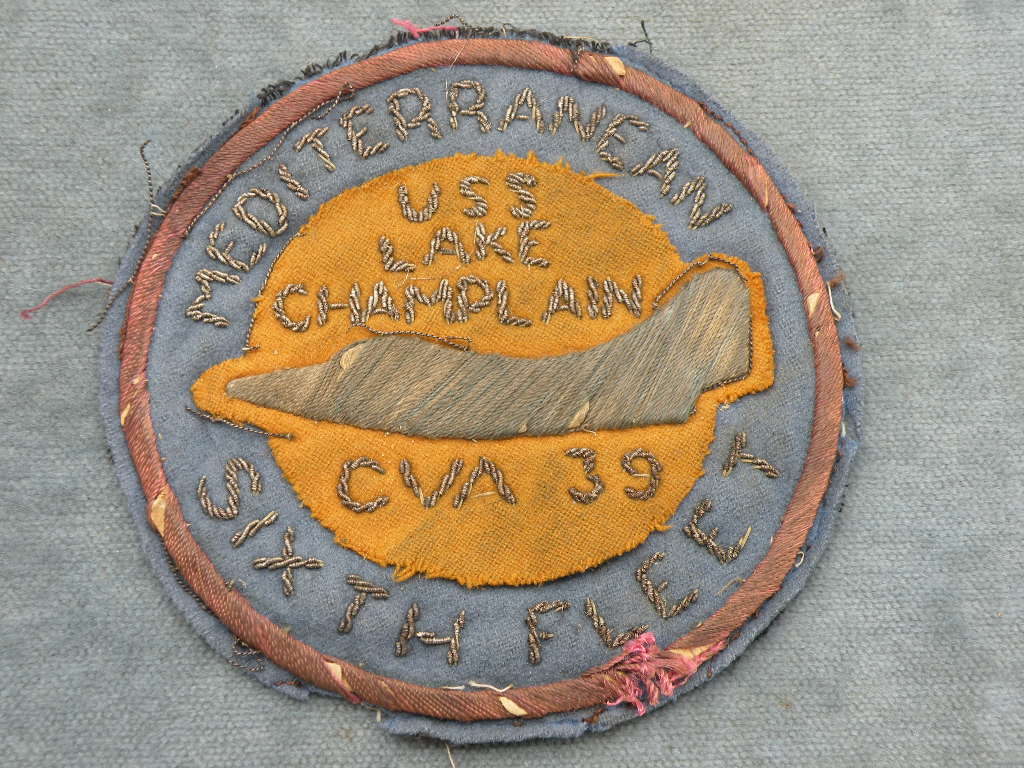 MEDITERRANEAN
USS
LAKE
CHAMPLAIN
CVA 39
SIXTH FLEET